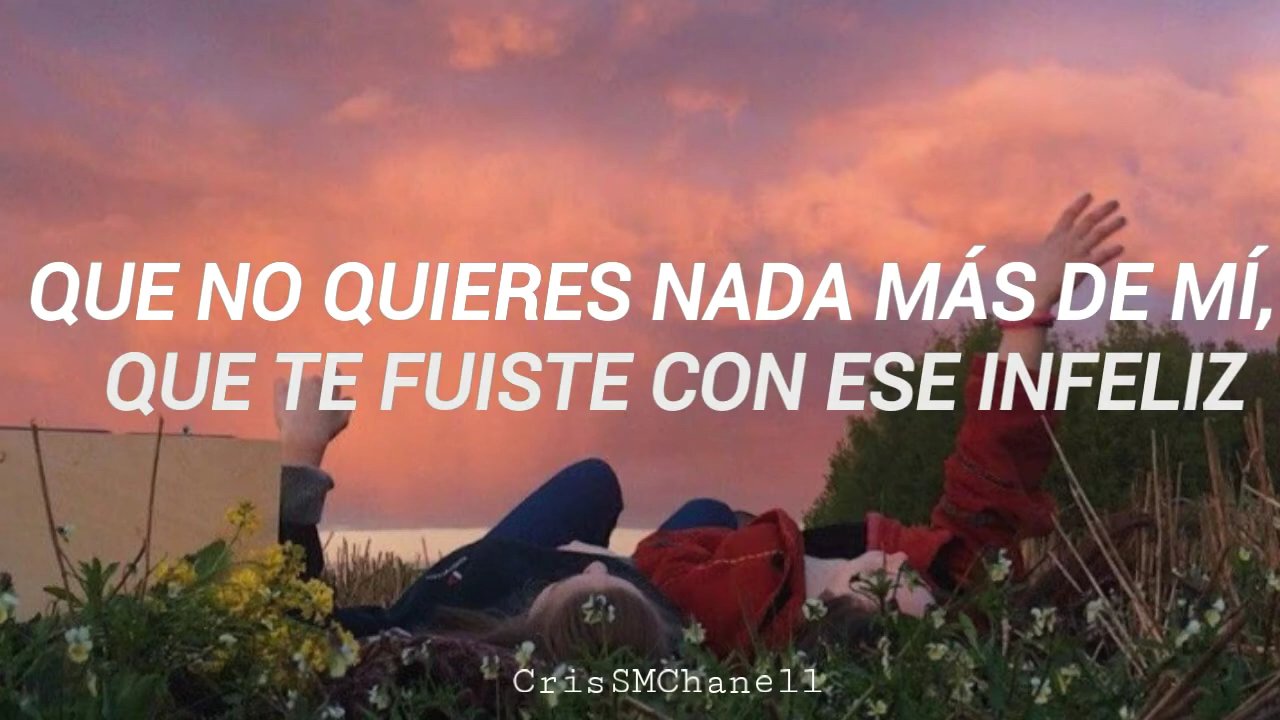 QUE NO QUIERES NADA MÁS DE MÍ,
QUE TE FUISTE CON ESE INFELIZ
CrisSMChanell